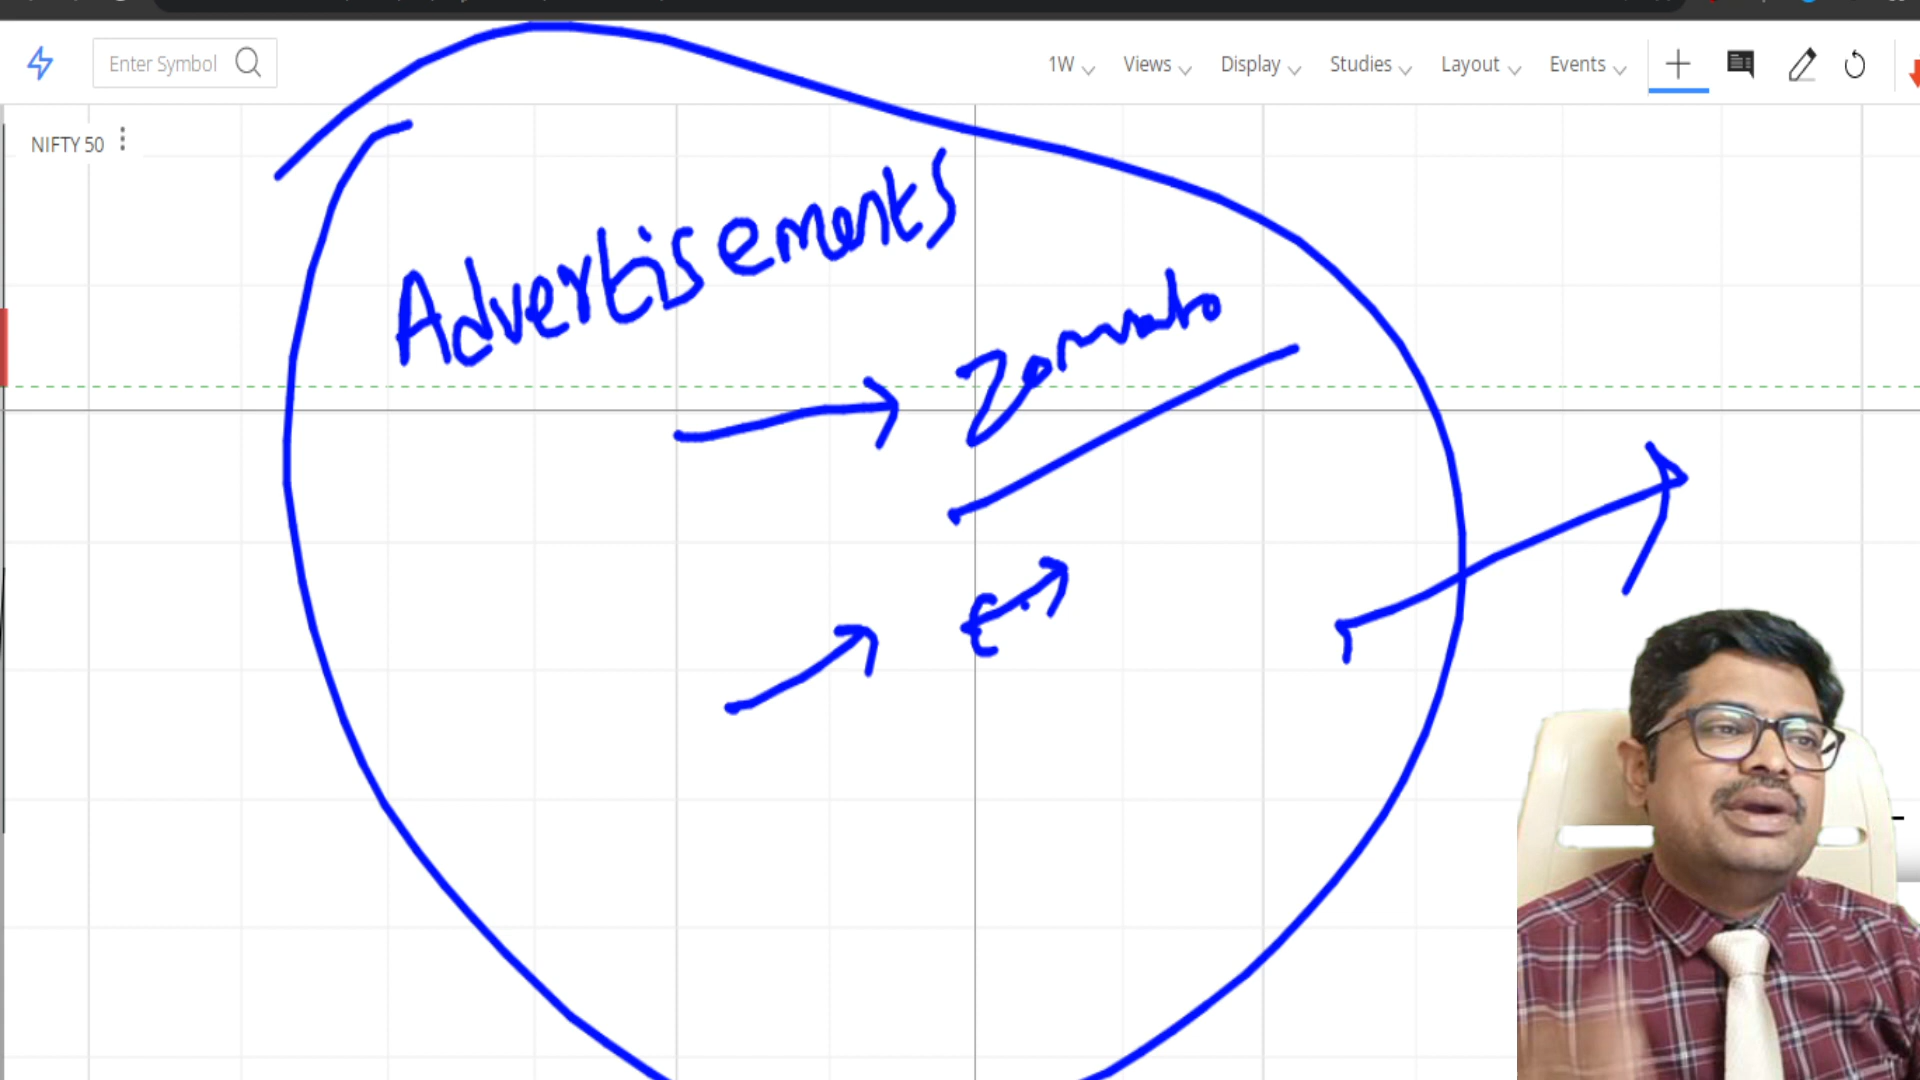 Enter Symbol
1W Views Display Studies Layout Events
NIFTY 50
Advertisements
Zomato